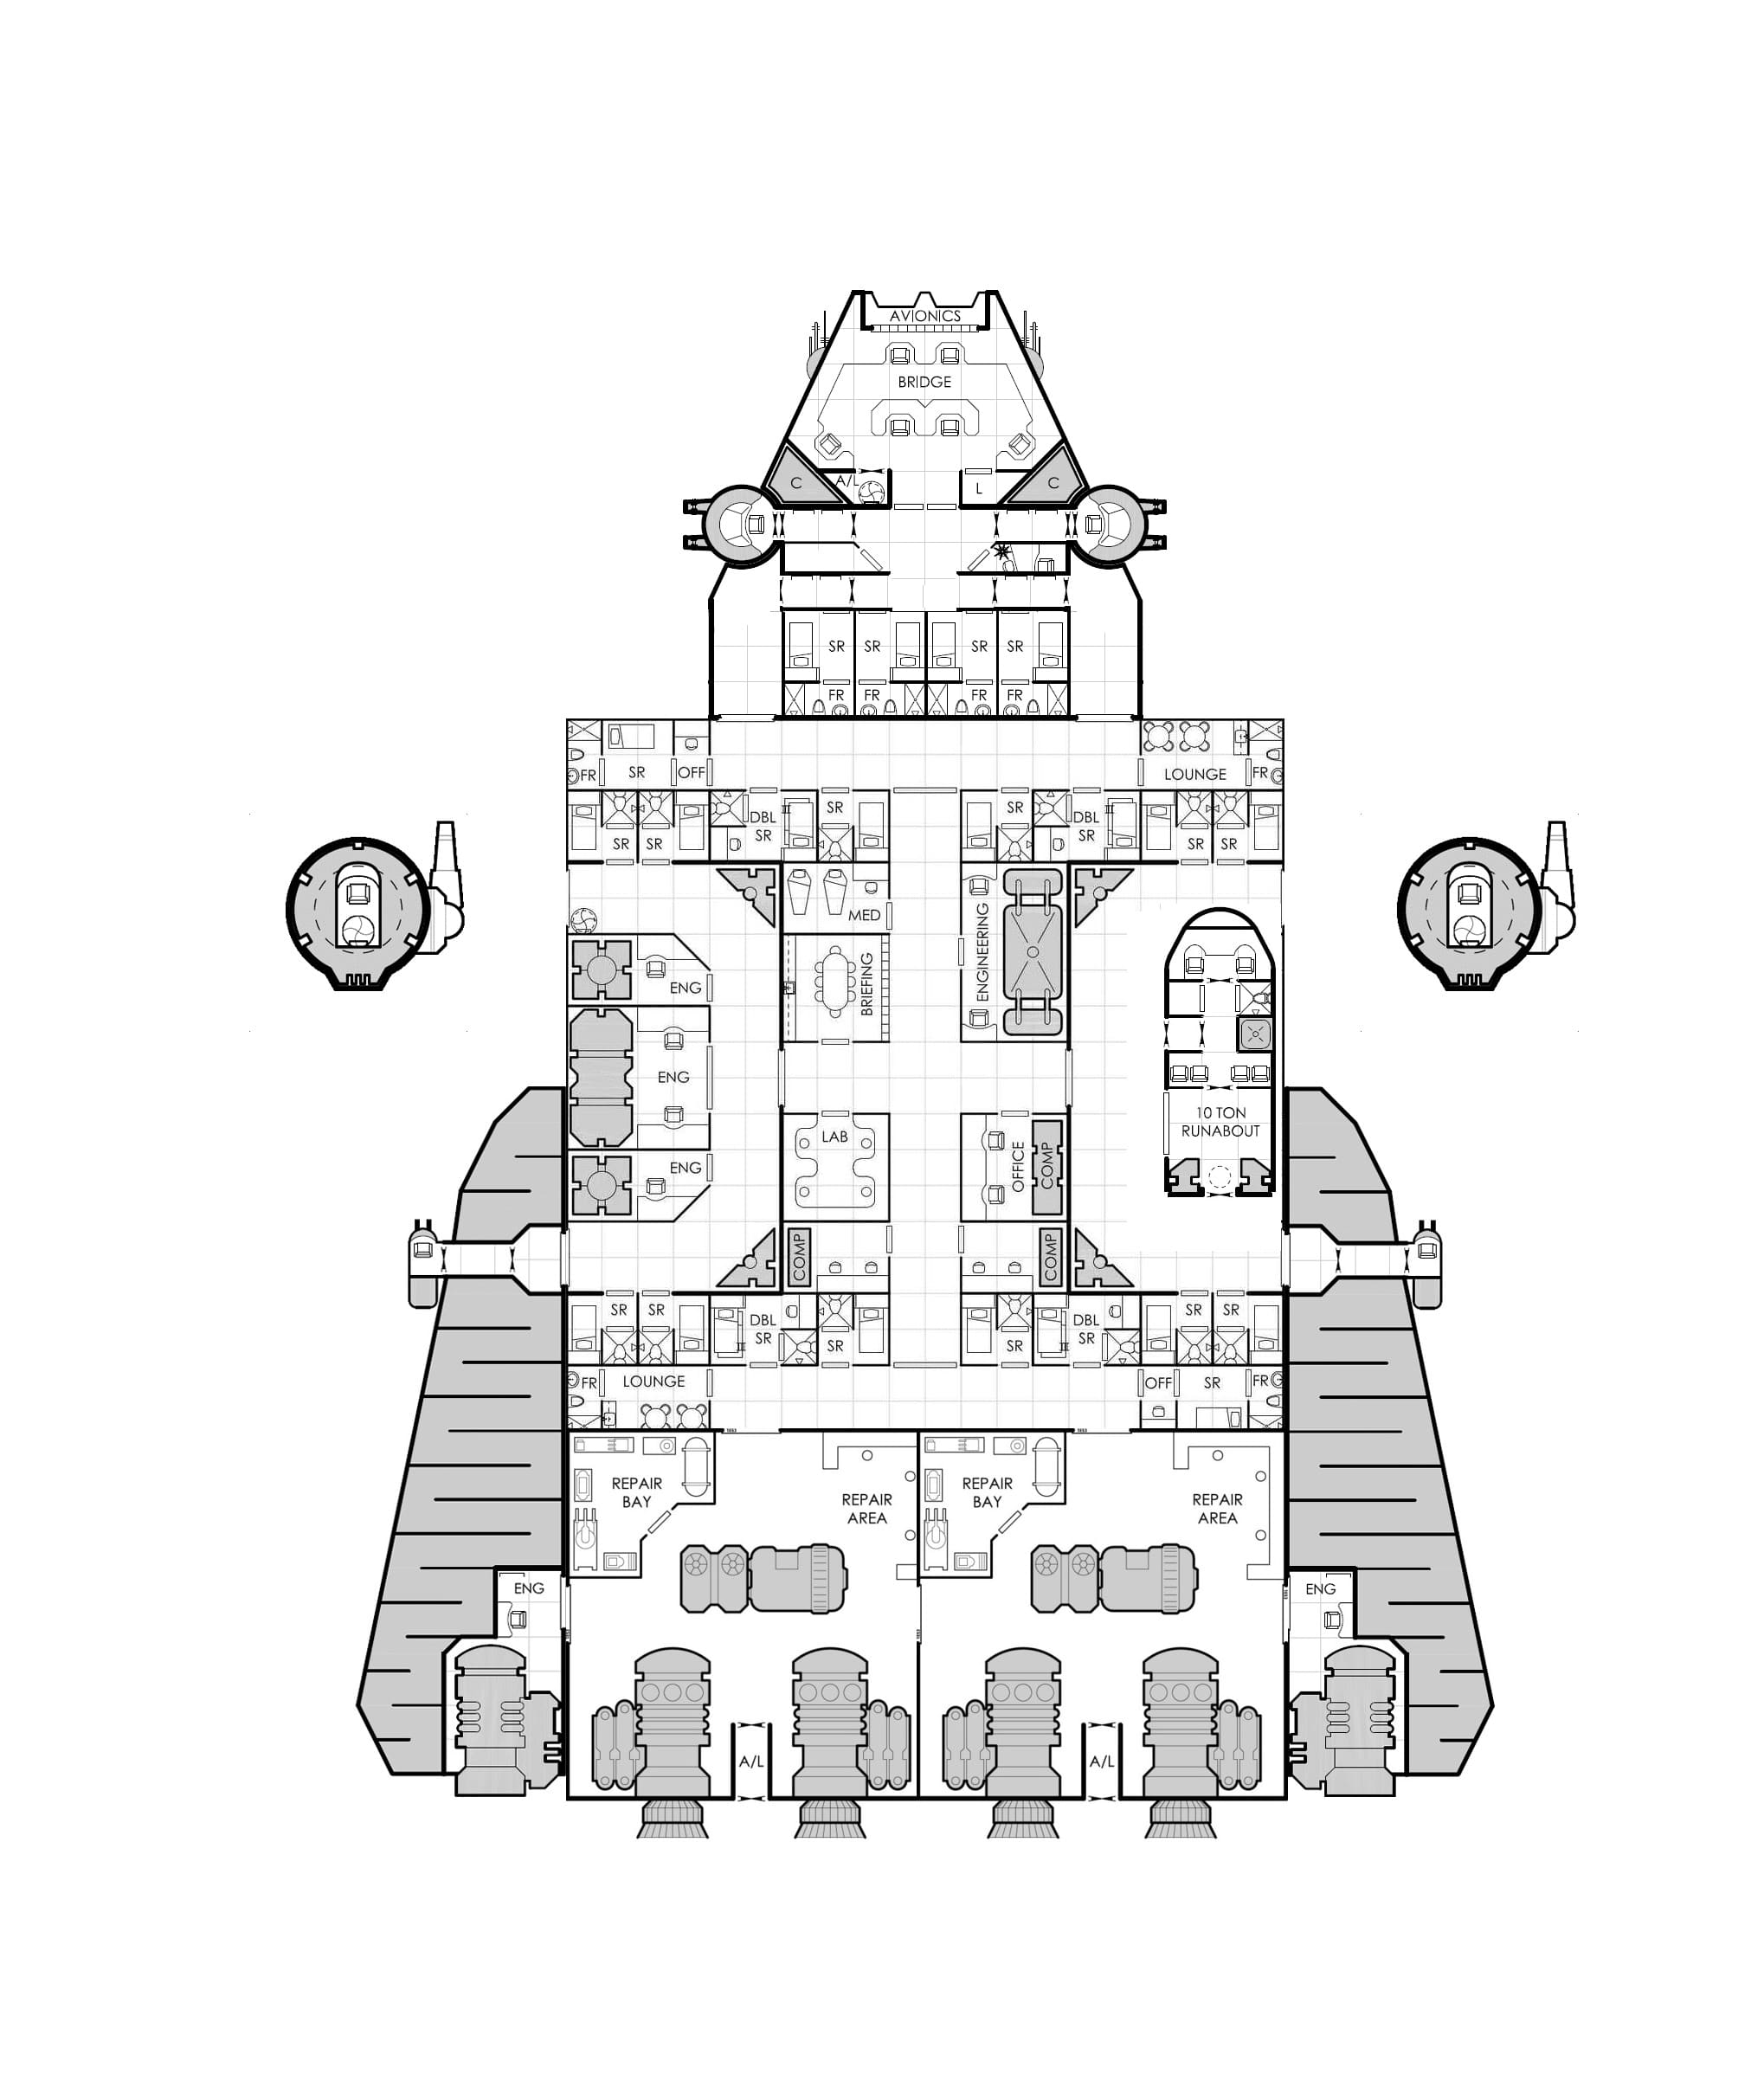 AVIONICS
BRIDGE
C
A/L
L
C
SR
SR
SR
SR
FR
FR
FR
FR
FR
SR
OFF
LOUNGE
FR
SR
SR
DBL
SR
SR
SR
DBL
SR
SR
SR
MED
ENGINEERING
BRIEFING
ENG
ENG
ENG
10 TON
RUNABOUT
LAB
OFFICE
COMP
COMP
COMP
SR
SR
DBL
SR
SR
SR
DBL
SR
SR
SR
FR
LOUNGE
OFF
SR
FR
REPAIR
BAY
REPAIR
AREA
REPAIR
BAY
REPAIR
AREA
ENG
ENG
A/L
A/L